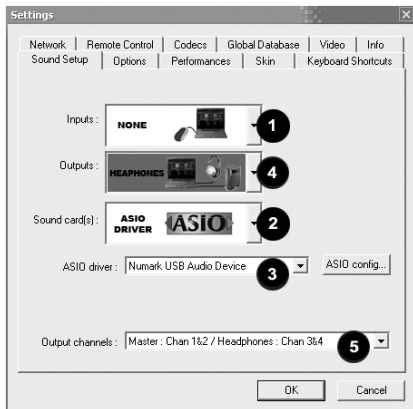 Settings
Network Remote Control Codecs Global Database Video Info
Sound Setup Options Performances Skin Keyboard Shortcuts
Inputs : NONE 1
Outputs : HEAPHONES 4
Sound card(s) : ASIO DRIVER ASIO 2
ASIO driver : Numark USB Audio Device 3 ASIO config...
Output channels : Master : Chan 1&2 / Headphones : Chan 3&4 5
OK Cancel